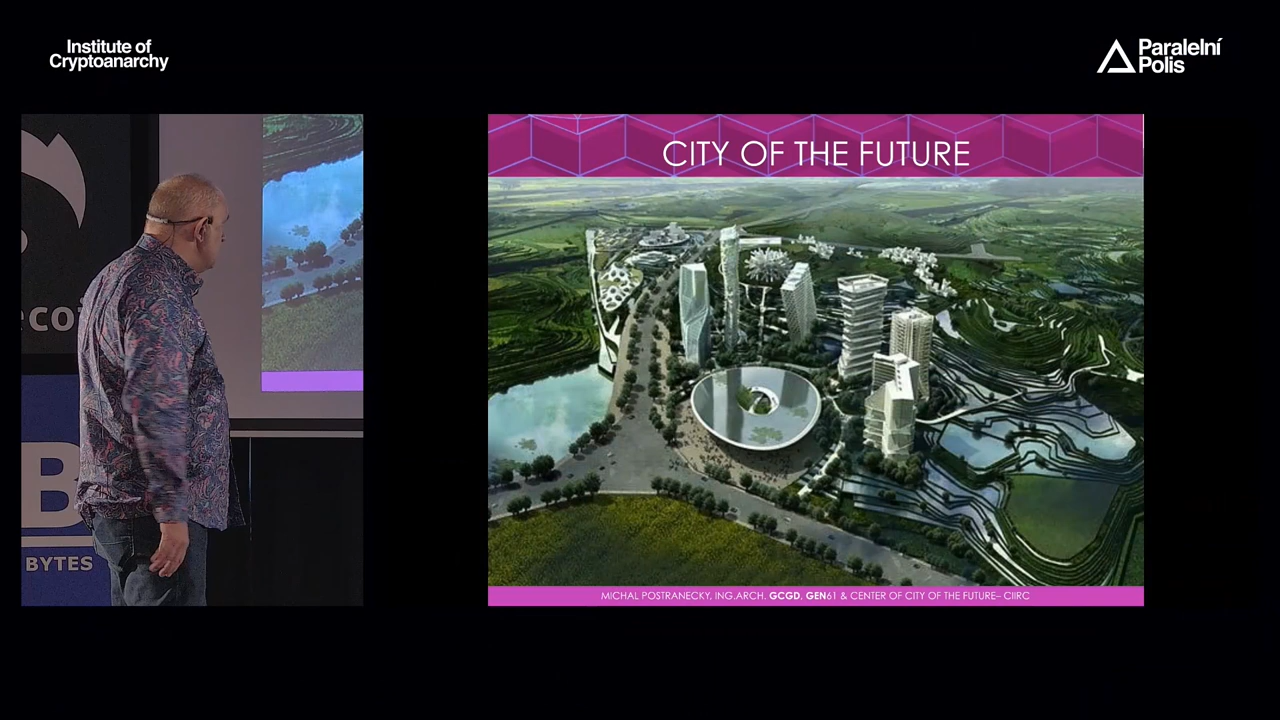 Institute of
Cryptoanarchy
Paralelní
Polis
CITY OF THE FUTURE
MICHAL POSTRANECKY, ING.ARCH. GCGD, GEN61 & CENTER OF CITY OF THE FUTURE– CIIRC
eco
B
BYTES